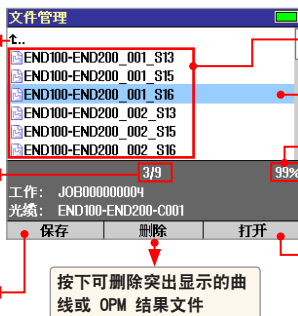 文件管理
t..
END100-END200_001_S13
END100-END200_001_S15
END100-END200_001_S16
END100-END200_002_S13
END100-END200_002_S15
END100-END200_002_S16
3/9 99%
工作: JOB000000004
光缆: END100-END200-C001
保存 删除 打开
按下可删除突出显示的曲
线或 OPM 结果文件